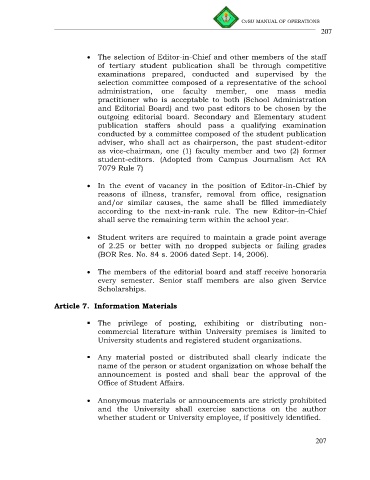 CvSU MANUAL OF OPERATIONS
207
• The selection of Editor-in-Chief and other members of the staff
of tertiary student publication shall be through competitive
examinations prepared, conducted and supervised by the
selection committee composed of a representative of the school
administration, one faculty member, one mass media
practitioner who is acceptable to both (School Administration
and Editorial Board) and two past editors to be chosen by the
outgoing editorial board. Secondary and Elementary student
publication staffers should pass a qualifying examination
conducted by a committee composed of the student publication
adviser, who shall act as chairperson, the past student-editor
as vice-chairman, one (1) faculty member and two (2) former
student-editors. (Adopted from Campus Journalism Act RA
7079 Rule 7)
• In the event of vacancy in the position of Editor-in-Chief by
reasons of illness, transfer, removal from office, resignation
and/or similar causes, the same shall be filled immediately
according to the next-in-rank rule. The new Editor–in-Chief
shall serve the remaining term within the school year.
• Student writers are required to maintain a grade point average
of 2.25 or better with no dropped subjects or failing grades
(BOR Res. No. 84 s. 2006 dated Sept. 14, 2006).
• The members of the editorial board and staff receive honoraria
every semester. Senior staff members are also given Service
Scholarships.
Article 7. Information Materials
▪ The privilege of posting, exhibiting or distributing non-
commercial literature within University premises is limited to
University students and registered student organizations.
▪ Any material posted or distributed shall clearly indicate the
name of the person or student organization on whose behalf the
announcement is posted and shall bear the approval of the
Office of Student Affairs.
• Anonymous materials or announcements are strictly prohibited
and the University shall exercise sanctions on the author
whether student or University employee, if positively identified.
207